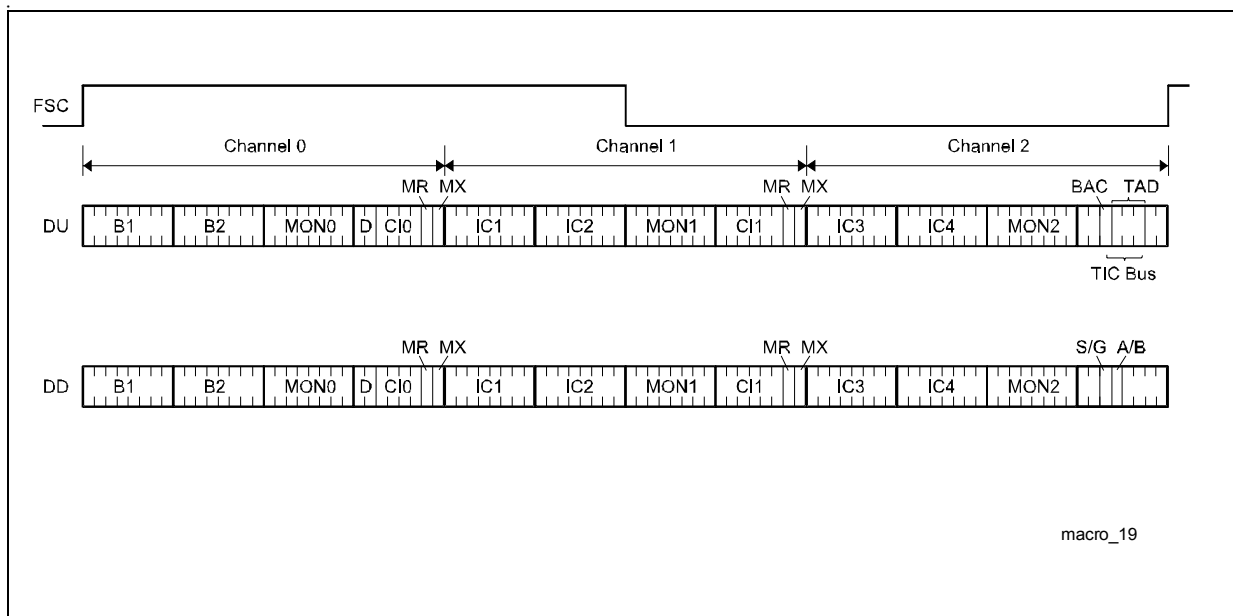 FSC
Channel 0 Channel 1 Channel 2
MR MX MR MX BAC TAD
DU B1 B2 MON0 D CI0 IC1 IC2 MON1 CI1 IC3 IC4 MON2
TIC Bus
MR MX MR MX S/G A/B
DD B1 B2 MON0 D CI0 IC1 IC2 MON1 CI1 IC3 IC4 MON2
macro_19